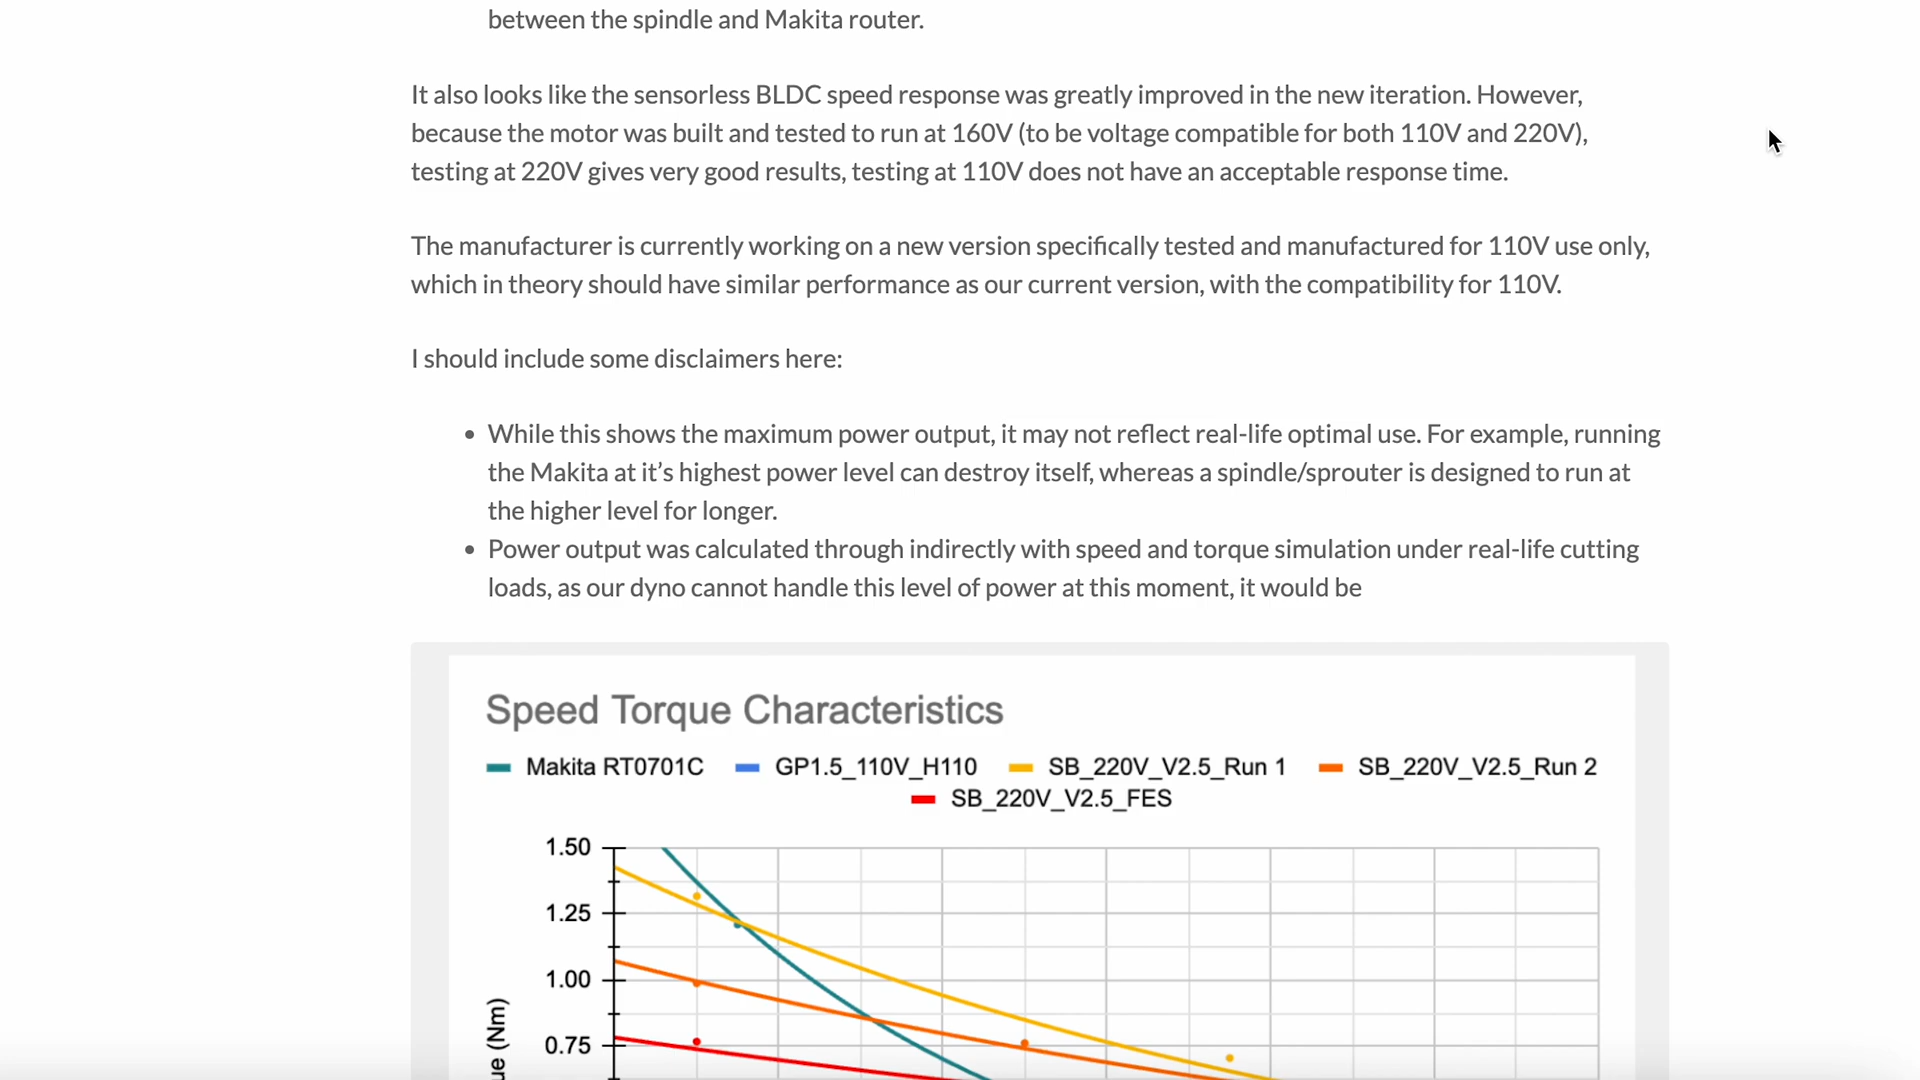 between the spindle and Makita router.
It also looks like the sensorless BLDC speed response was greatly improved in the new iteration. However,
because the motor was built and tested to run at 160V (to be voltage compatible for both 110V and 220V),
testing at 220V gives very good results, testing at 110V does not have an acceptable response time.
The manufacturer is currently working on a new version specifically tested and manufactured for 110V use only,
which in theory should have similar performance as our current version, with the compatibility for 110V.
I should include some disclaimers here:
• While this shows the maximum power output, it may not reflect real-life optimal use. For example, running
the Makita at it’s highest power level can destroy itself, whereas a spindle/sprouter is designed to run at
the higher level for longer.
• Power output was calculated through indirectly with speed and torque simulation under real-life cutting
loads, as our dyno cannot handle this level of power at this moment, it would be
Speed Torque Characteristics
Makita RT0701C GP1.5_110V_H110 SB_220V_V2.5_Run 1 SB_220V_V2.5_Run 2
SB_220V_V2.5_FES
1.50
1.25
1.00
0.75
ue (Nm)